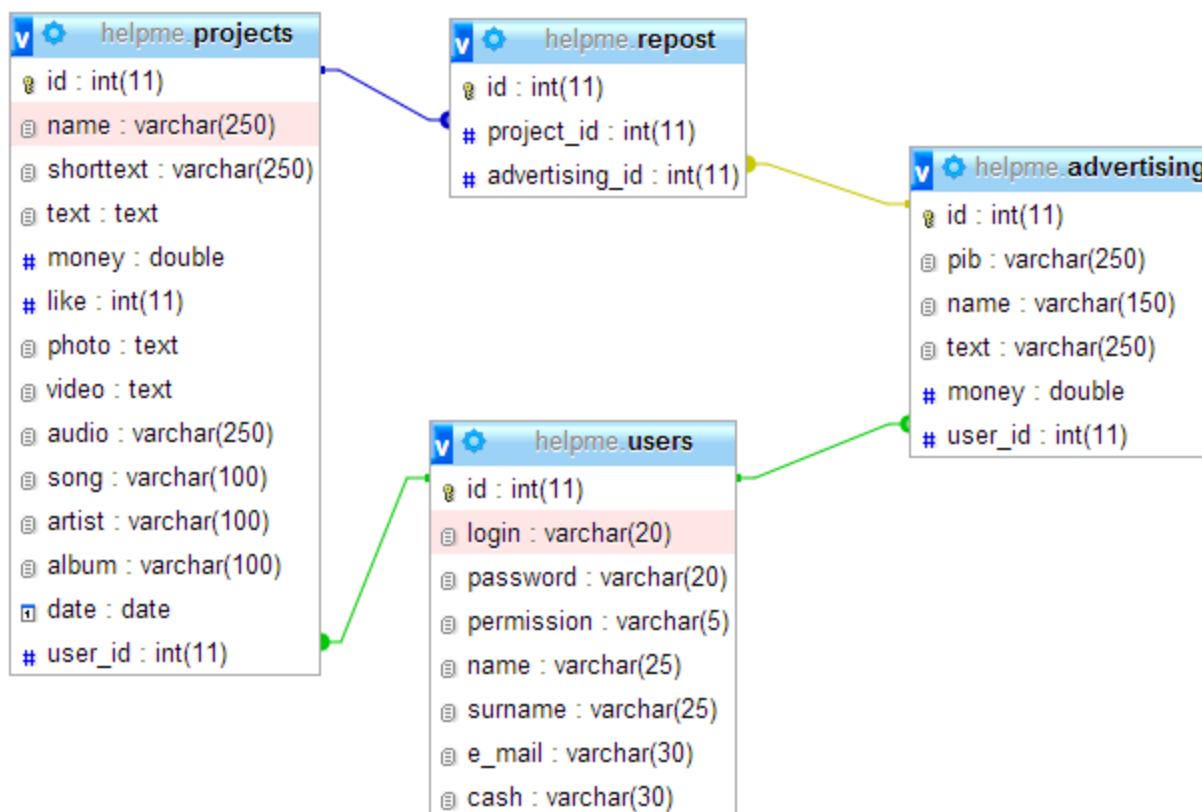 helpme.projects
id : int(11)
name : varchar(250)
shorttext : varchar(250)
text : text
money : double
like : int(11)
photo : text
video : text
audio : varchar(250)
song : varchar(100)
artist : varchar(100)
album : varchar(100)
date : date
user_id : int(11)
helpme.repost
id : int(11)
project_id : int(11)
advertising_id : int(11)
helpme.advertising
id : int(11)
pib : varchar(250)
name : varchar(150)
text : varchar(250)
money : double
user_id : int(11)
helpme.users
id : int(11)
login : varchar(20)
password : varchar(20)
permission : varchar(5)
name : varchar(25)
surname : varchar(25)
e_mail : varchar(30)
cash : varchar(30)